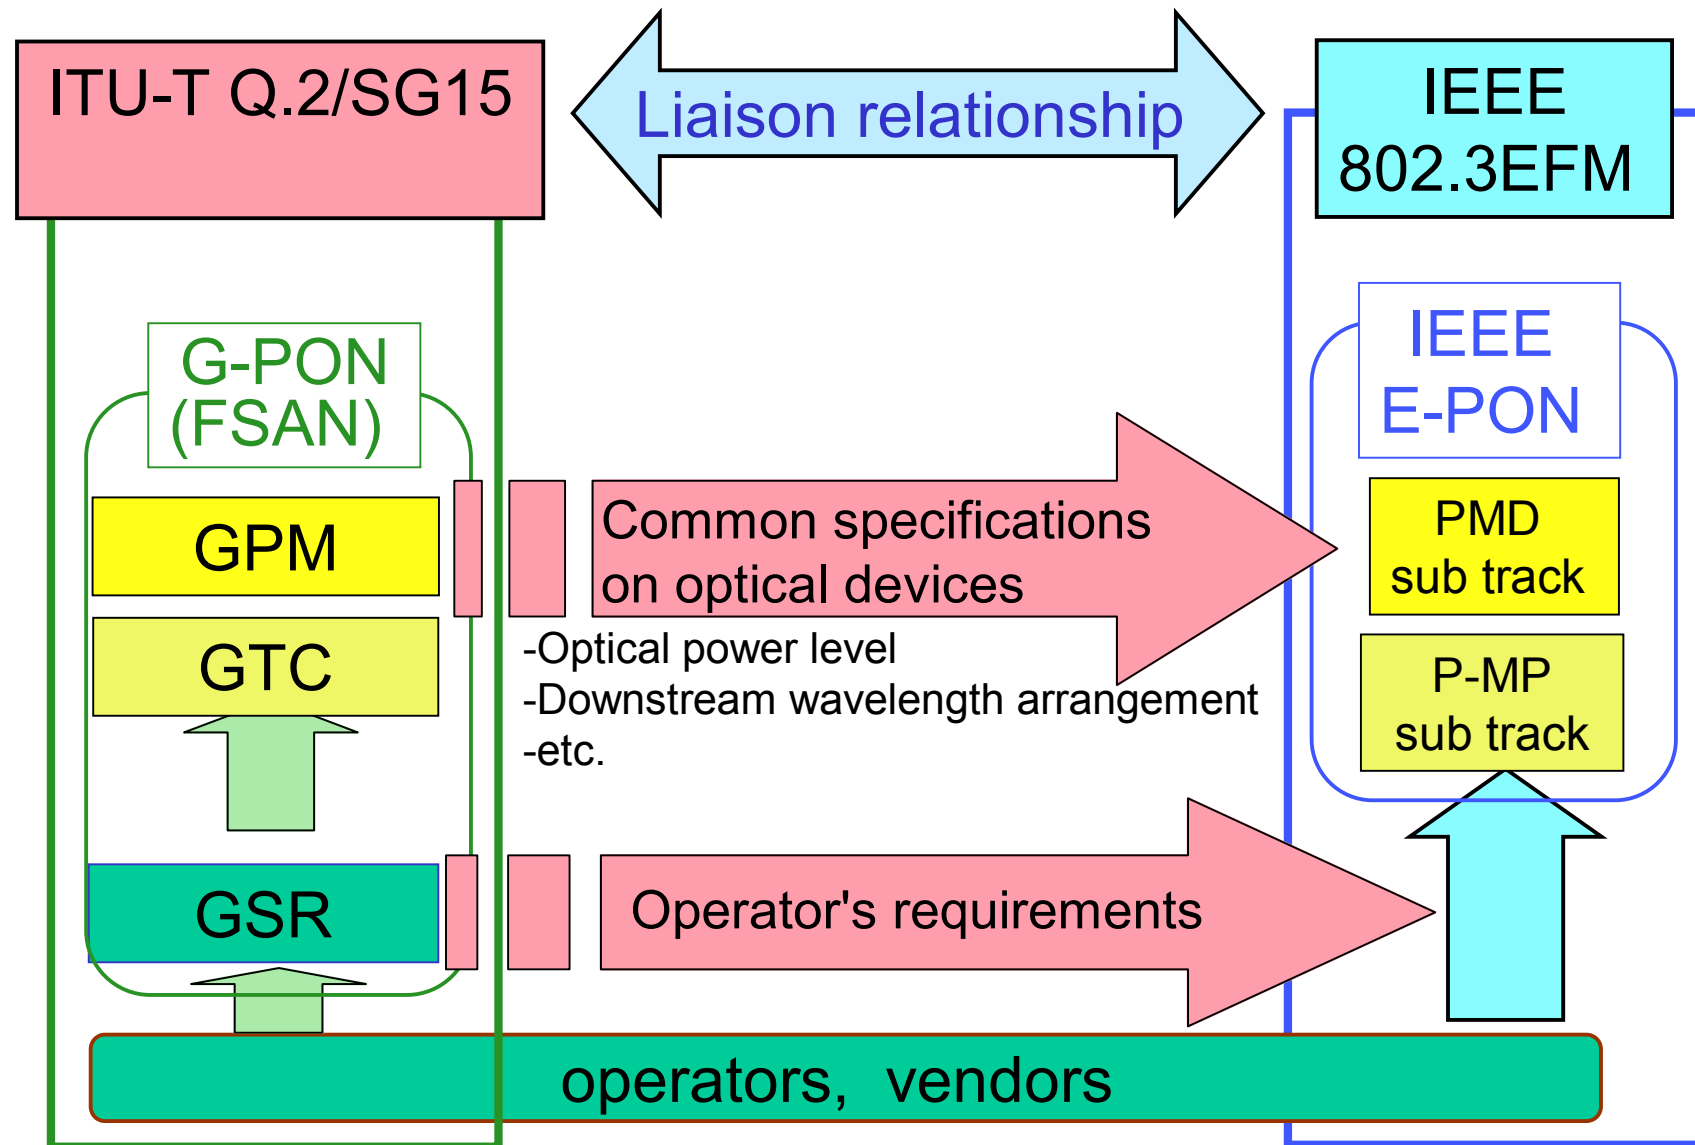 ITU-T Q.2/SG15
Liaison relationship
IEEE
802.3EFM
G-PON
(FSAN)
IEEE
E-PON
GPM
Common specifications
on optical devices
PMD
sub track
GTC
-Optical power level
-Downstream wavelength arrangement
-etc.
P-MP
sub track
GSR
Operator's requirements
operators, vendors